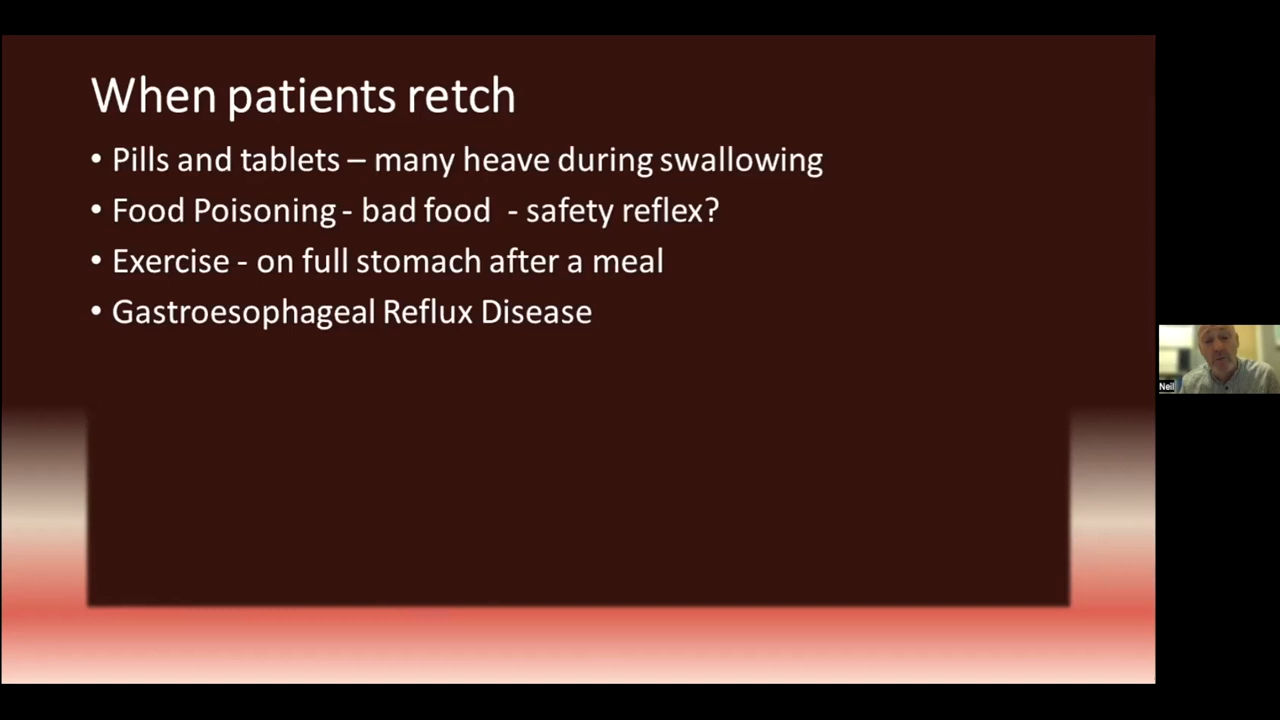 When patients retch
• Pills and tablets – many heave during swallowing
• Food Poisoning - bad food - safety reflex?
• Exercise - on full stomach after a meal
• Gastroesophageal Reflux Disease
Neil